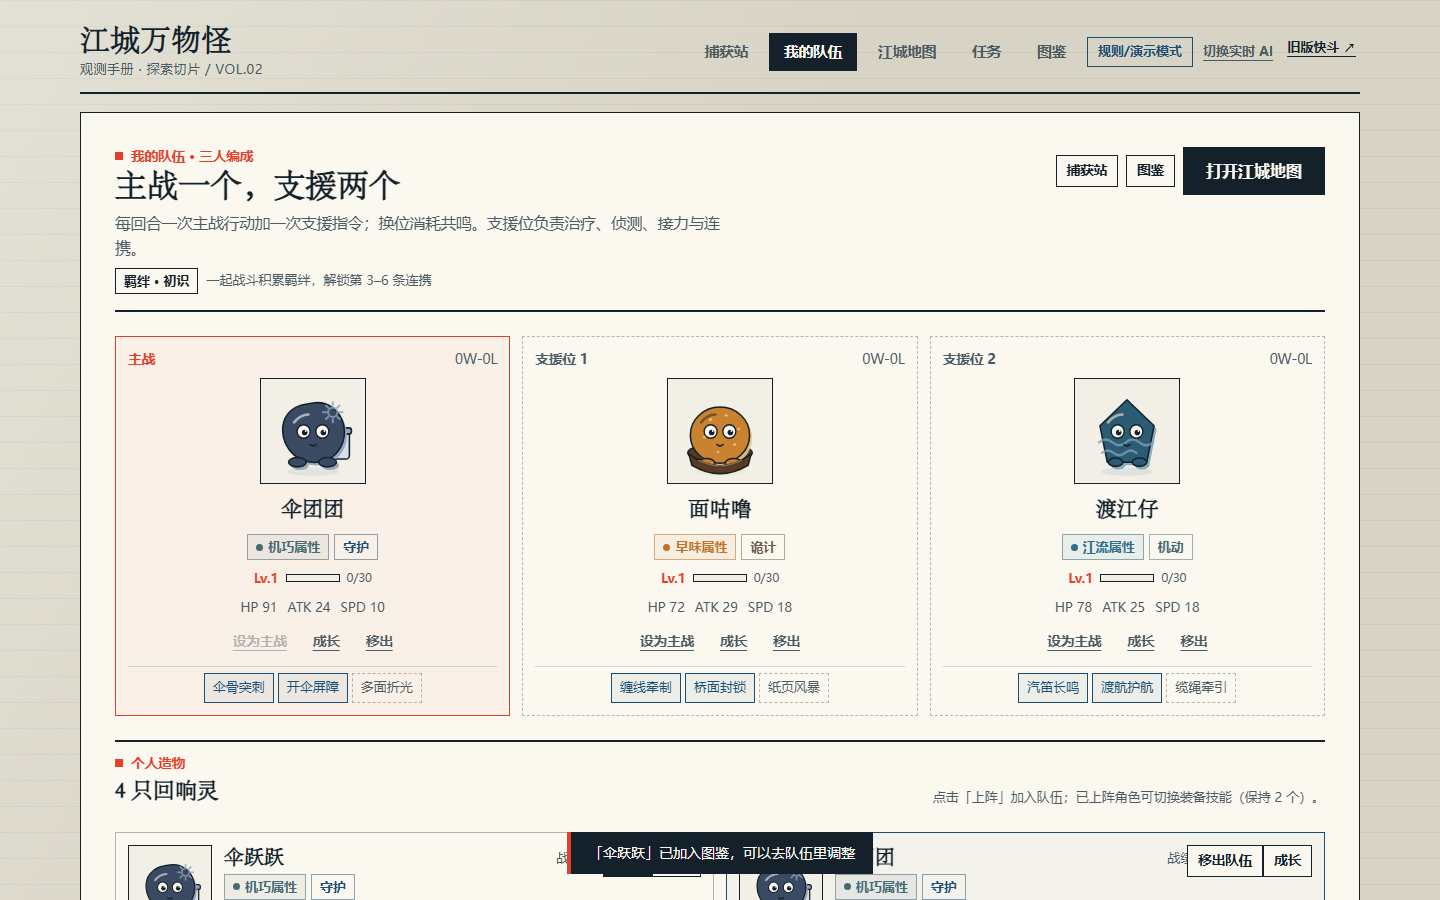 江城万物怪
观测手册 · 探索切片 / VOL.02
捕获站
我的队伍
江城地图
任务
图鉴
规则/演示模式
切换实时 AI
旧版快斗 ↗
我的队伍 • 三人编成
主战一个，支援两个
每回合一次主战行动加一次支援指令；换位消耗共鸣。支援位负责治疗、侦测、接力与连
携。
羁绊 • 初识
一起战斗积累羁绊，解锁第 3–6 条连携
捕获站
图鉴
打开江城地图
主战
0W-0L
伞团团
机巧属性
守护
Lv.1
0/30
HP 91 ATK 24 SPD 10
设为主战
成长
移出
伞骨突刺
开伞屏障
多面折光
支援位 1
0W-0L
面咕噜
早味属性
诡计
Lv.1
0/30
HP 72 ATK 29 SPD 18
设为主战
成长
移出
缠线牵制
桥面封锁
纸页风暴
支援位 2
0W-0L
渡江仔
江流属性
机动
Lv.1
0/30
HP 78 ATK 25 SPD 18
设为主战
成长
移出
汽笛长鸣
渡航护航
缆绳牵引
个人造物
4 只回响灵
点击「上阵」加入队伍；已上阵角色可切换装备技能（保持 2 个）。
伞跃跃
战
机巧属性
守护
「伞跃跃」已加入图鉴，可以去队伍里调整
团
战
移出队伍
成长
机巧属性
守护